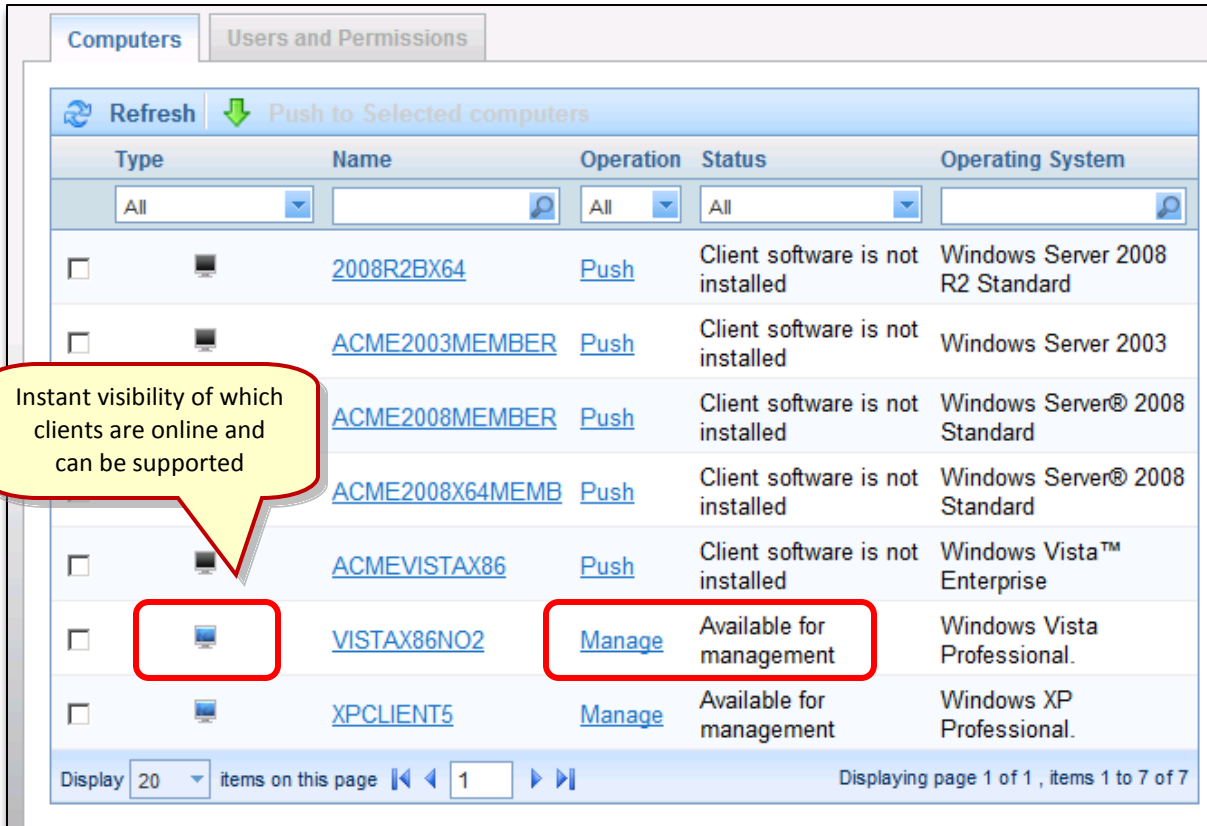 Computers Users and Permissions
Refresh Push to Selected computers
Type Name Operation Status Operating System
All All All
2008R2BX64 Push Client software is not installed Windows Server 2008 R2 Standard
ACME2003MEMBER Push Client software is not installed Windows Server 2003
Instant visibility of which
clients are online and
can be supported
ACME2008MEMBER Push Client software is not installed Windows Server® 2008 Standard
ACME2008X64MEMB Push Client software is not installed Windows Server® 2008 Standard
ACMEVISTAX86 Push Client software is not installed Windows Vista™ Enterprise
VISTAX86NO2 Manage Available for management Windows Vista Professional.
XPCLIENT5 Manage Available for management Windows XP Professional.
Display 20 items on this page 1 Displaying page 1 of 1 , items 1 to 7 of 7